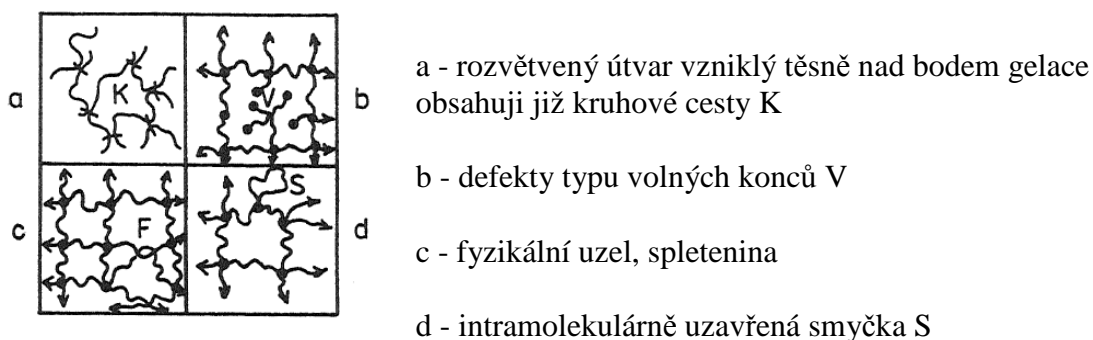 a
K
V
b
a - rozvětvený útvar vzniklý těsně nad bodem gelace
obsahuji již kruhové cesty K
b - defekty typu volných konců V
c
F
S
d
c - fyzikální uzel, spletenina
d - intramolekulárně uzavřená smyčka S